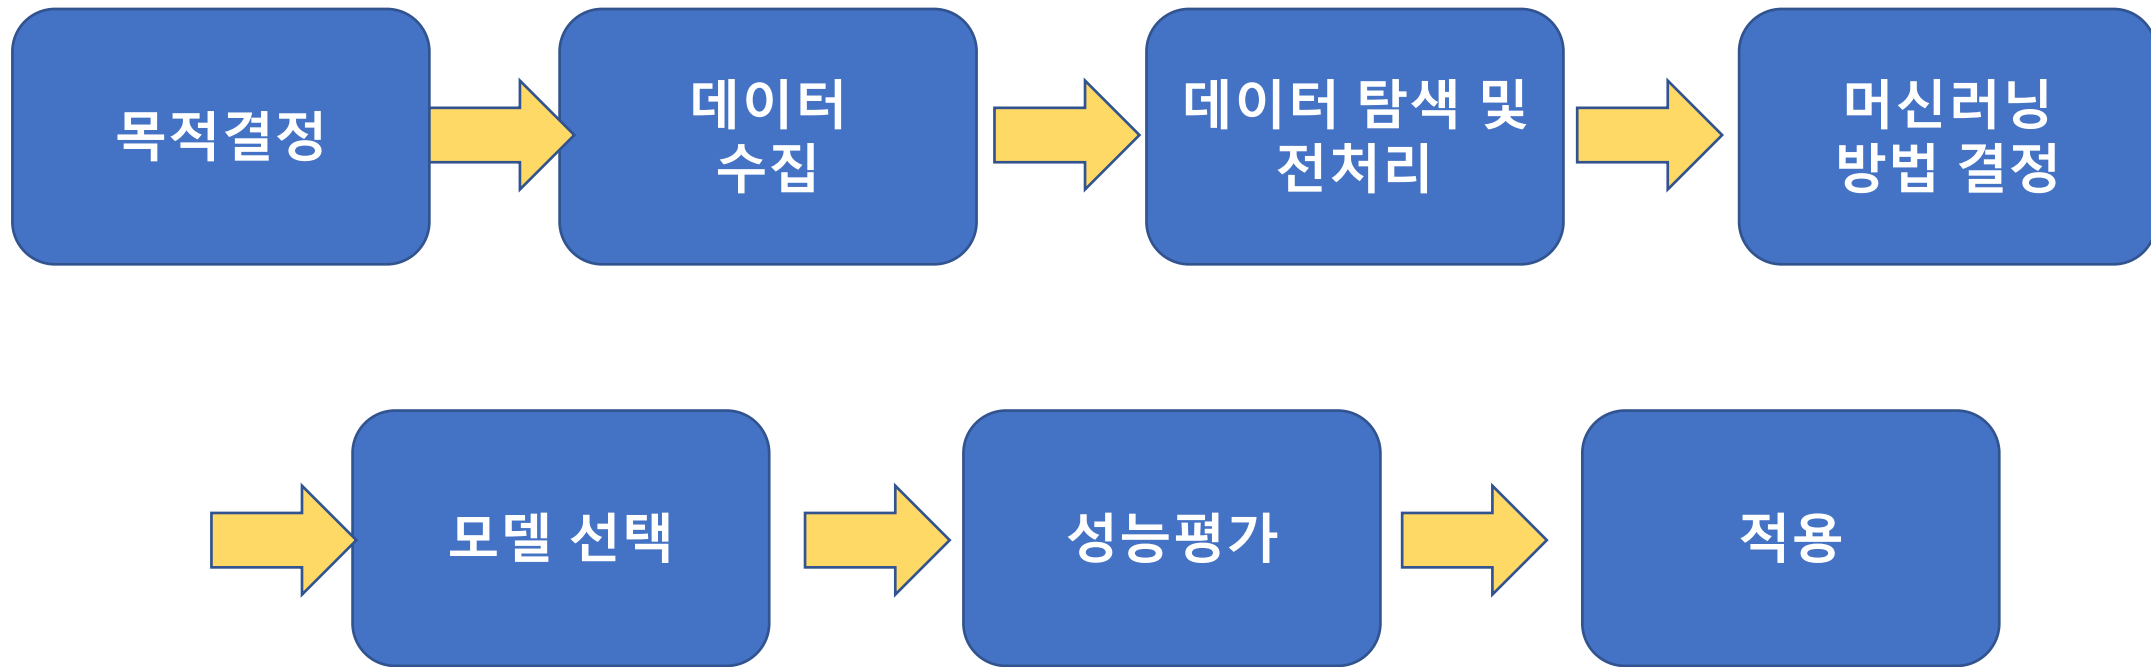 목적결정
데이터
수집
데이터 탐색 및
전처리
머신러닝
방법 결정
모델 선택
성능평가
적용